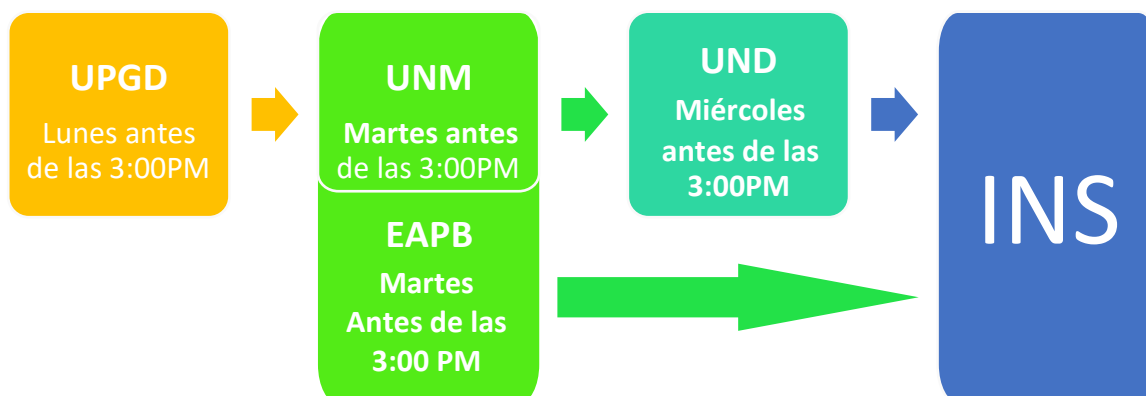 UPGD
Lunes antes
de las 3:00PM
UNM
Martes antes
de las 3:00PM
EAPB
Martes
Antes de las
3:00 PM
UND
Miércoles
antes de las
3:00PM
INS